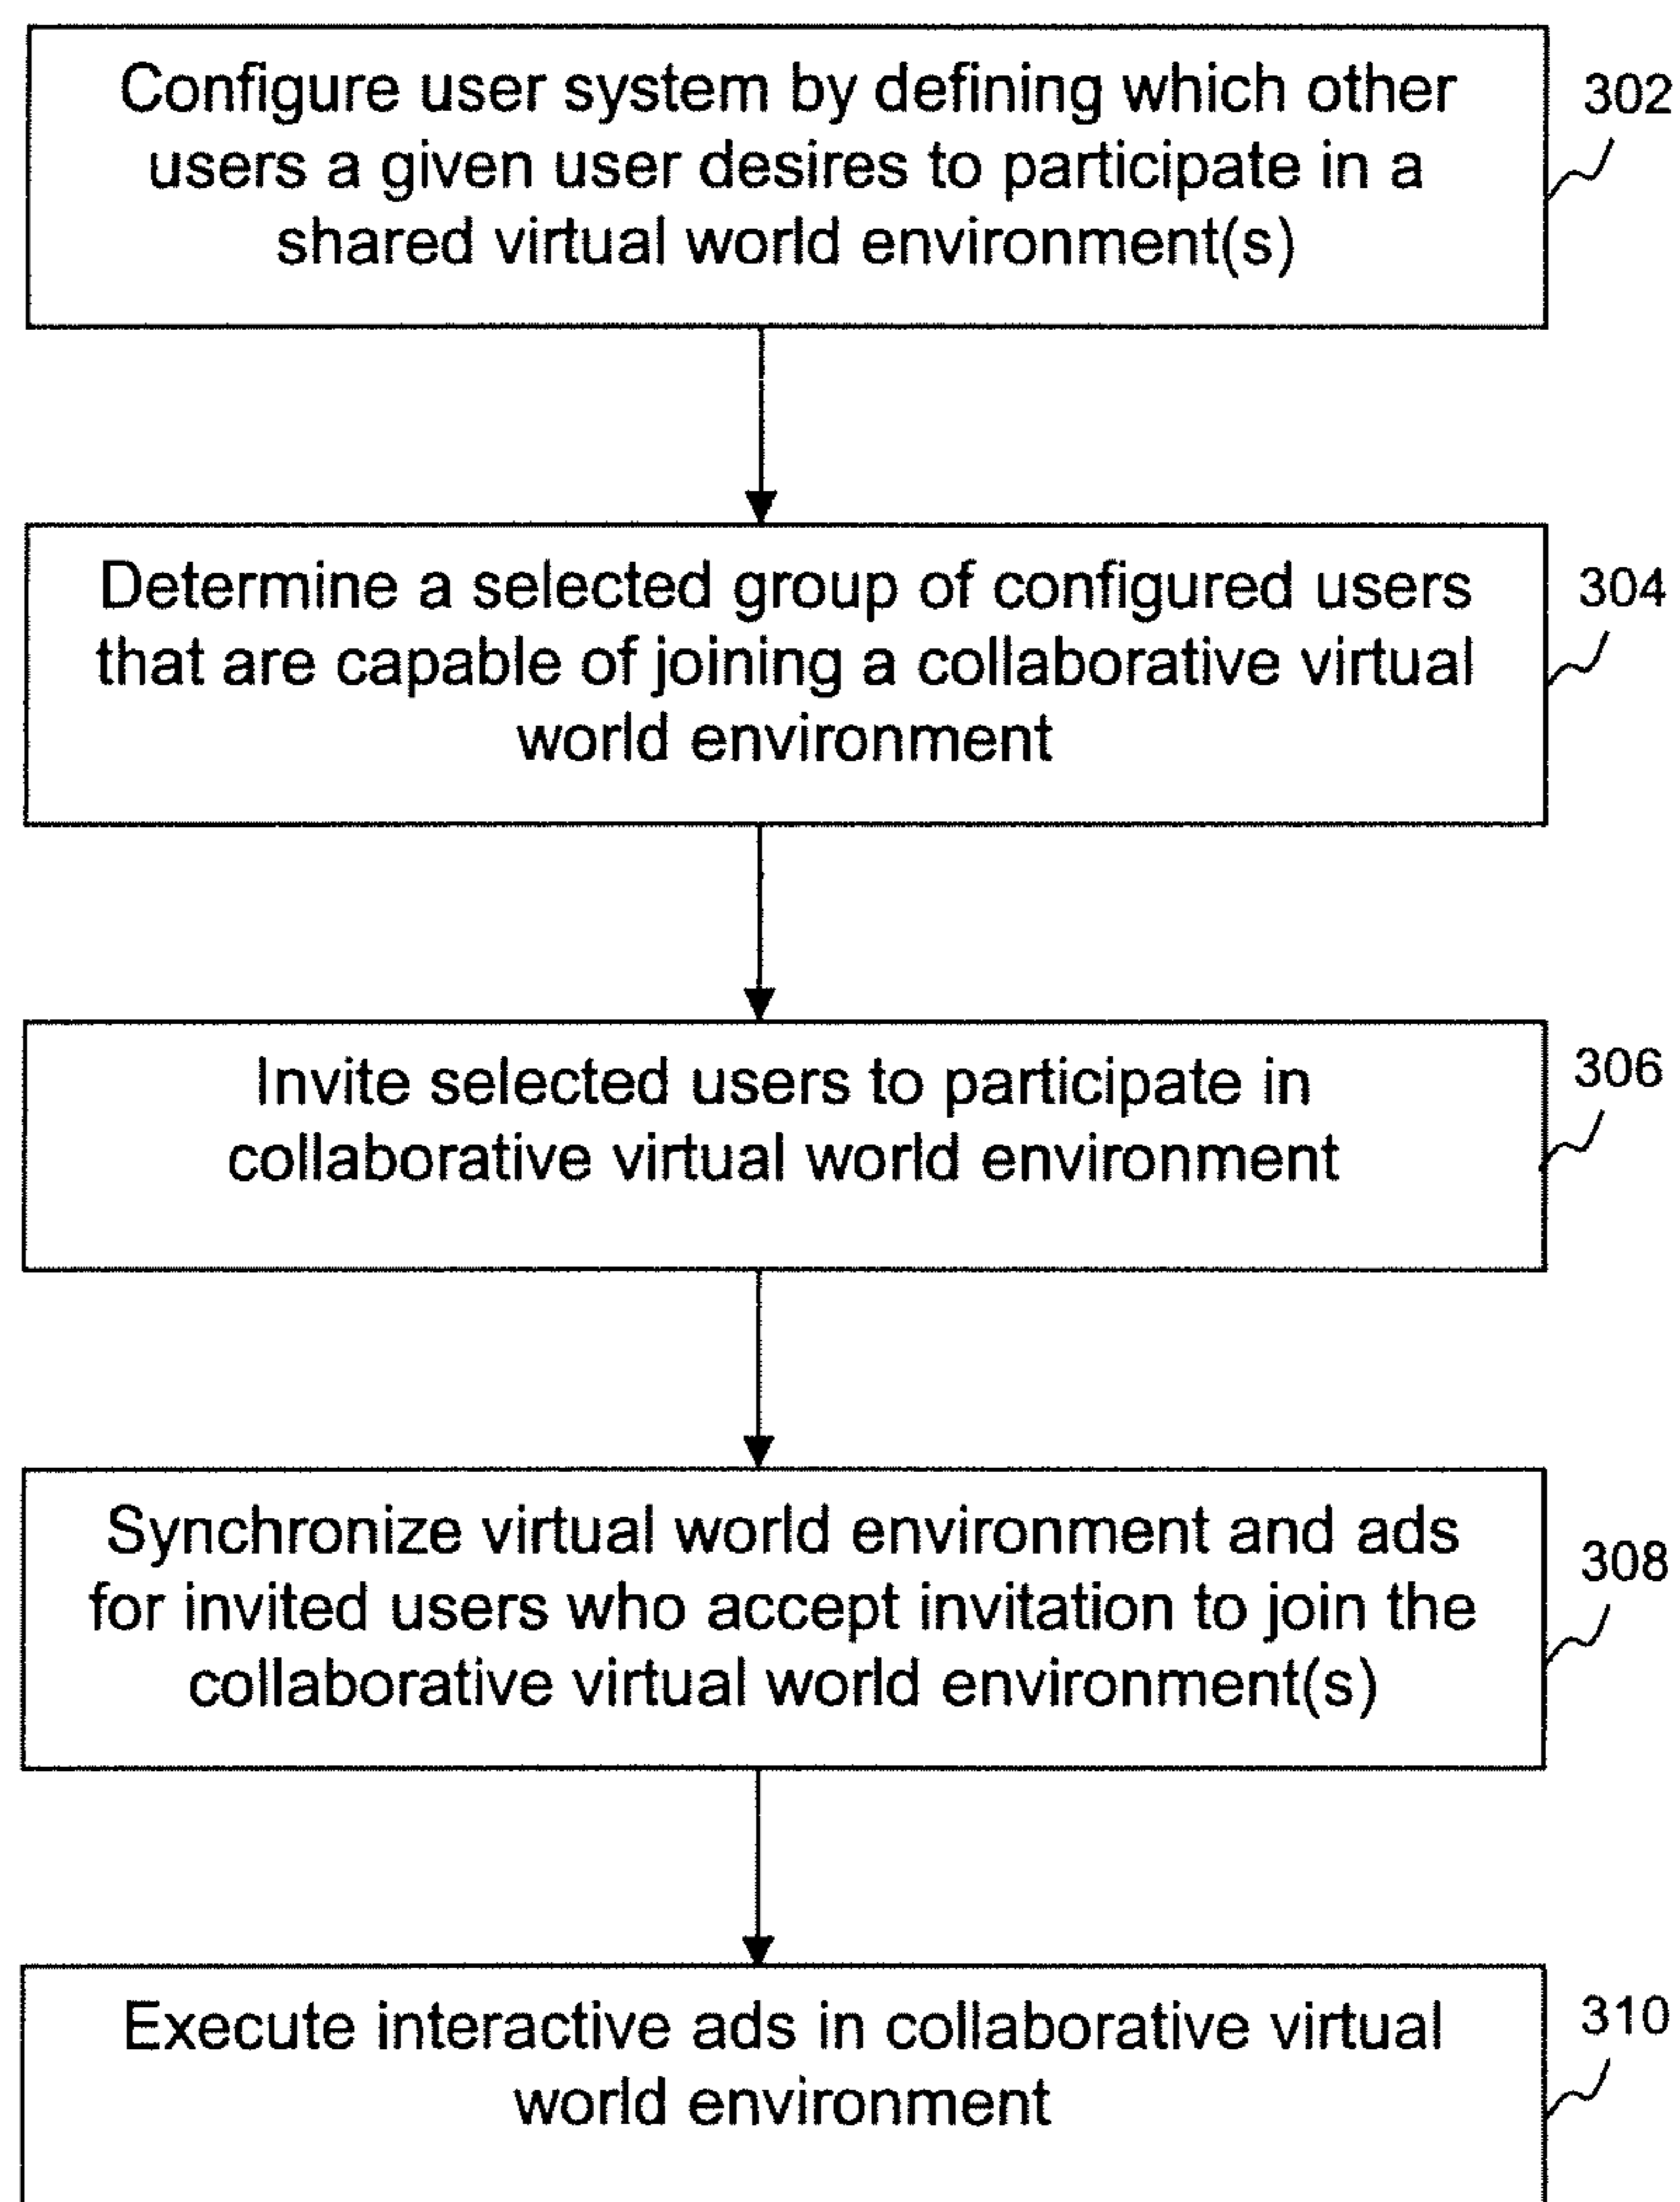 Configure user system by defining which other
302
users a given user desires to participate in a
shared virtual world environment(s)
Determine a selected group of configured users
304
that are capable of joining a collaborative virtual
world environment
Invite selected users to participate in
306
collaborative virtual world environment
Synchronize virtual world environment and ads
308
for invited users who accept invitation to join the
collaborative virtual world environment(s)
Execute interactive ads in collaborative virtual
310
world environment